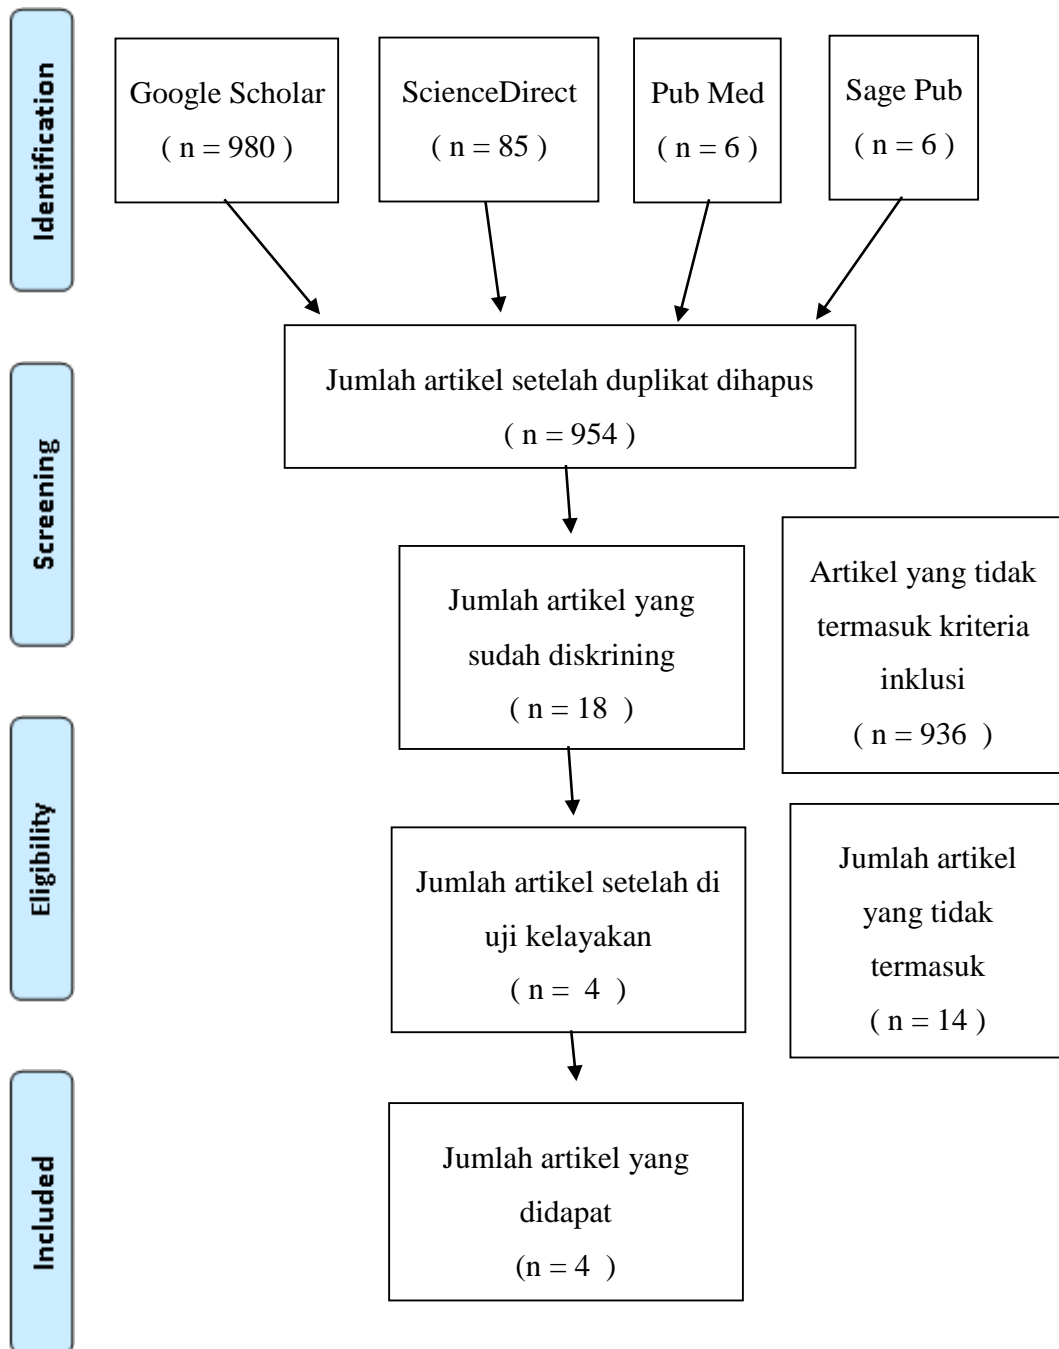 Identification
Google Scholar
( n = 980 )
ScienceDirect
( n = 85 )
Pub Med
( n = 6 )
Sage Pub
( n = 6 )
Screening
Jumlah artikel setelah duplikat dihapus
( n = 954 )
Jumlah artikel yang
sudah diskrining
( n = 18 )
Artikel yang tidak
termasuk kriteria
inklusi
( n = 936 )
Eligibility
Jumlah artikel setelah di
uji kelayakan
( n = 4 )
Jumlah artikel
yang tidak
termasuk
( n = 14 )
Included
Jumlah artikel yang
didapat
(n = 4 )